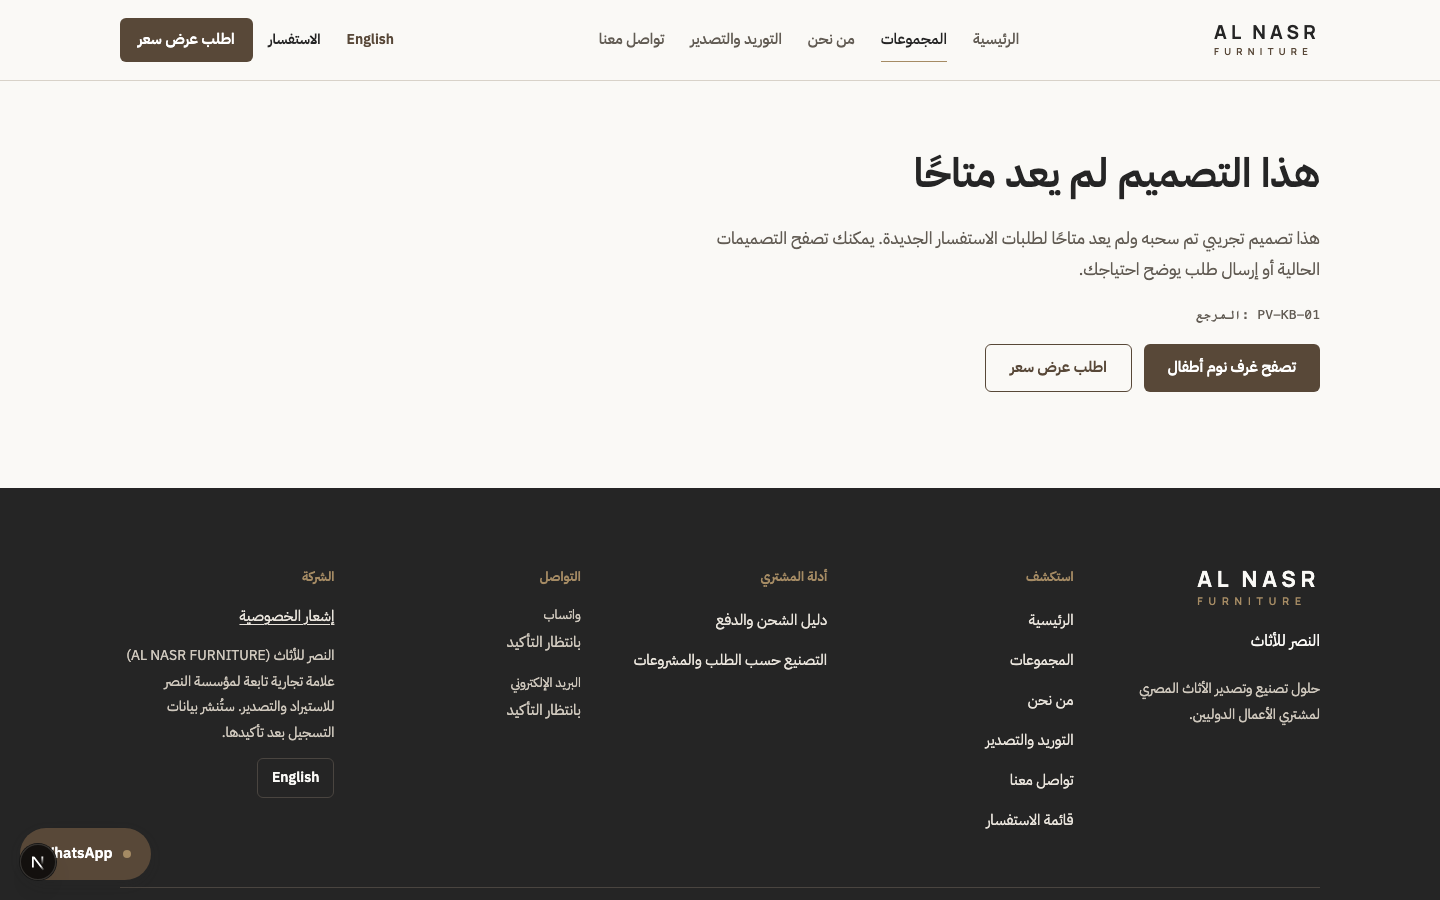 AL NASR
FURNITURE
الرئيسية
المجموعات
من نحن
التوريد والتصدير
تواصل معنا
English
الاستفسار
اطلب عرض سعر
هذا التصميم لم يعد متاحًا
هذا تصميم تجريبي تم سحبه ولم يعد متاحًا لطلبات الاستفسار الجديدة. يمكنك تصفح التصميمات
الحالية أو إرسال طلب يوضح احتياجك.
المرجع: PV-KB-01
تصفح غرف نوم أطفال
اطلب عرض سعر
AL NASR
FURNITURE
النصر للأثاث
حلول تصنيع وتصدير الأثاث المصري
لمشتري الأعمال الدوليين.
استكشف
الرئيسية
المجموعات
من نحن
التوريد والتصدير
تواصل معنا
قائمة الاستفسار
أدلة المشتري
دليل الشحن والدفع
التصنيع حسب الطلب والمشروعات
التواصل
واتساب
بانتظار التأكيد
البريد الإلكتروني
بانتظار التأكيد
الشركة
إشعار الخصوصية
النصر للأثاث (AL NASR FURNITURE)
علامة تجارية تابعة لمؤسسة النصر
للاستيراد والتصدير. ستُنشر بيانات
التسجيل بعد تأكيدها.
English
hatsApp
N